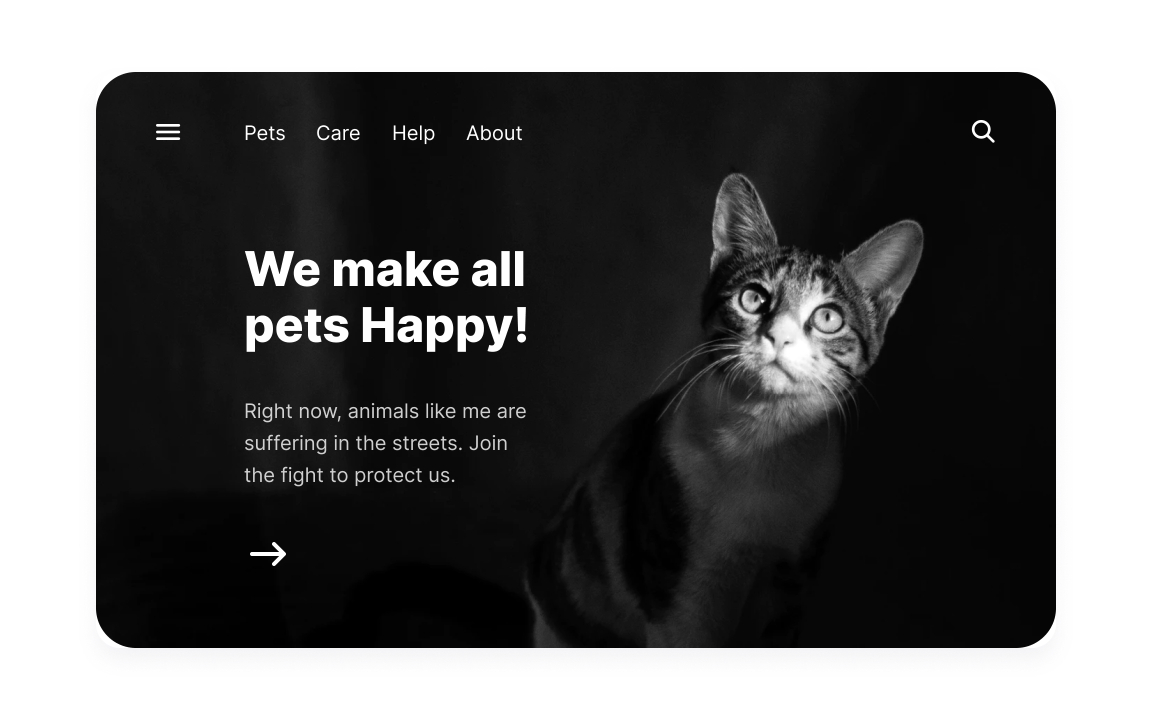 Pets Care Help About
We make all
pets Happy!
Right now, animals like me are
suffering in the streets. Join
the fight to protect us.